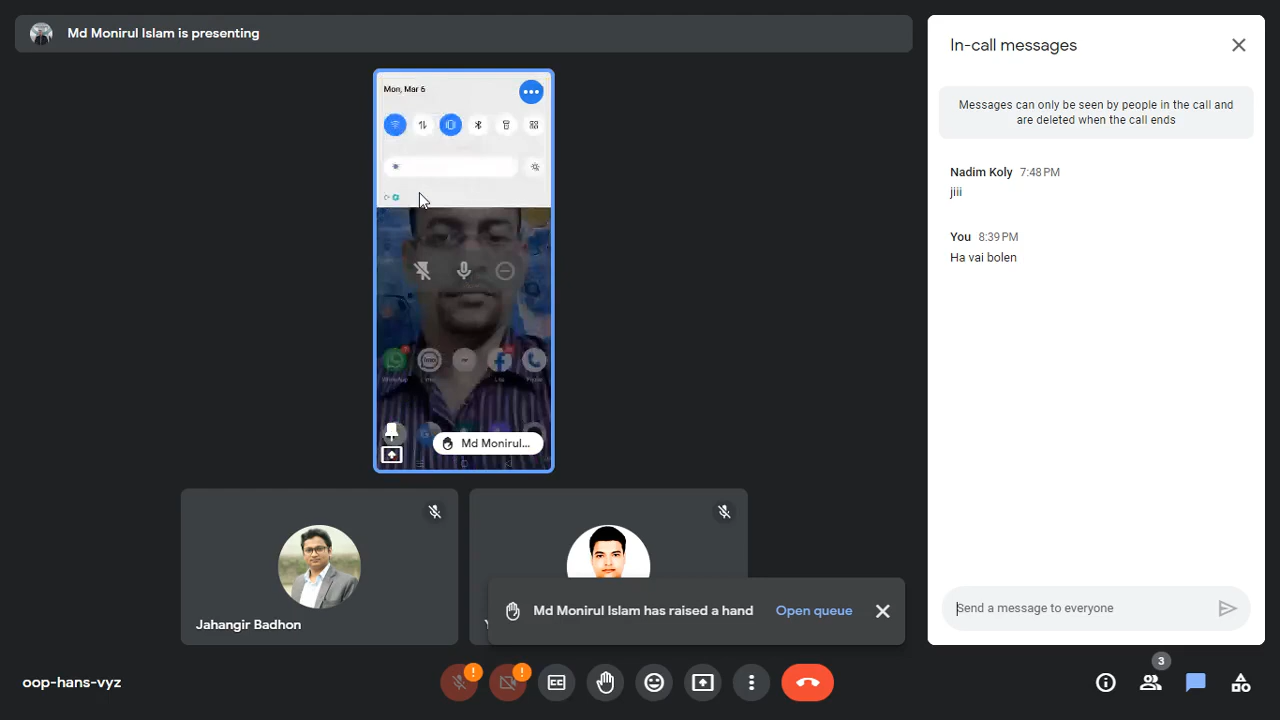 Md Monirul Islam is presenting
Mon, Mar 6
WhatsApp
Md Monirul...
Jahangir Badhon
Y
Md Monirul Islam has raised a hand
Open queue
oop-hans-vyz
CC
3
In-call messages
Messages can only be seen by people in the call and
are deleted when the call ends
Nadim Koly 7:48 PM
jiii
You 8:39 PM
Ha vai bolen
Send a message to everyone